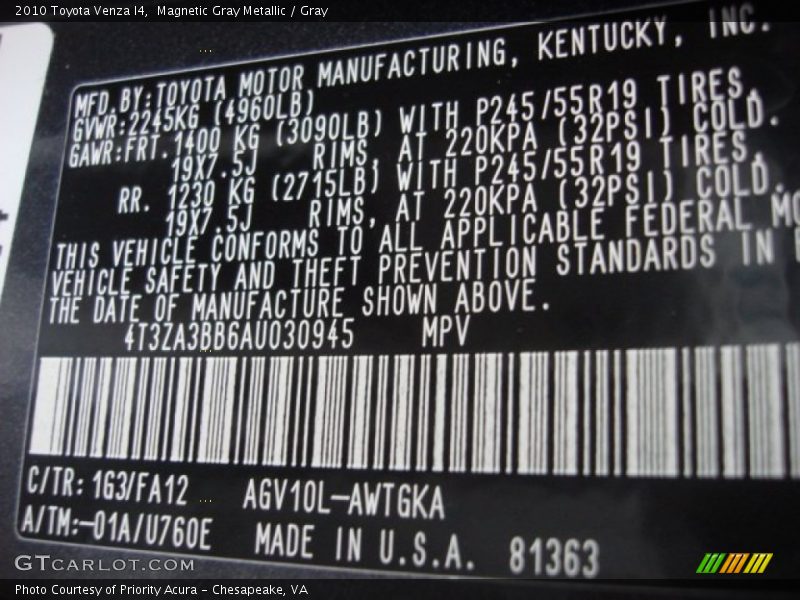 2010 Toyota Venza I4,  Magnetic Gray Metallic / Gray
MFD. BY:TOYOTA MOTOR MANUFACTURING, KENTUCKY, INC.
GVWR:2245KG (4960LB)
GAWR:FRT. 1400 KG (3090LB) WITH P245/55R19 TIRES,
19X7.5J RIMS, AT 220KPA (32PSI) COLD.
RR. 1230 KG (2715LB) WITH P245/55R19 TIRES,
19X7.5J RIMS, AT 220KPA (32PSI) COLD.
THIS VEHICLE CONFORMS TO ALL APPLICABLE FEDERAL
VEHICLE SAFETY AND THEFT PREVENTION STANDARDS IN
THE DATE OF MANUFACTURE SHOWN ABOVE.
4T3ZA3BB6AU030945 MPV
C/TR: 1G3/FA12 AGV10L-AWTGKA
A/TM:-01A/U760E MADE IN U.S.A. 81363
GTCARLOT.COM
Photo Courtesy of Priority Acura – Chesapeake, VA